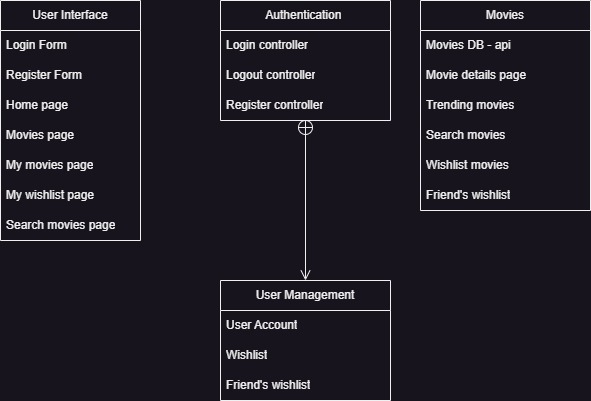 User Interface
Login Form
Register Form
Home page
Movies page
My movies page
My wishlist page
Search movies page
Authentication
Login controller
Logout controller
Register controller
Movies
Movies DB - api
Movie details page
Trending movies
Search movies
Wishlist movies
Friend's wishlist
User Management
User Account
Wishlist
Friend's wishlist